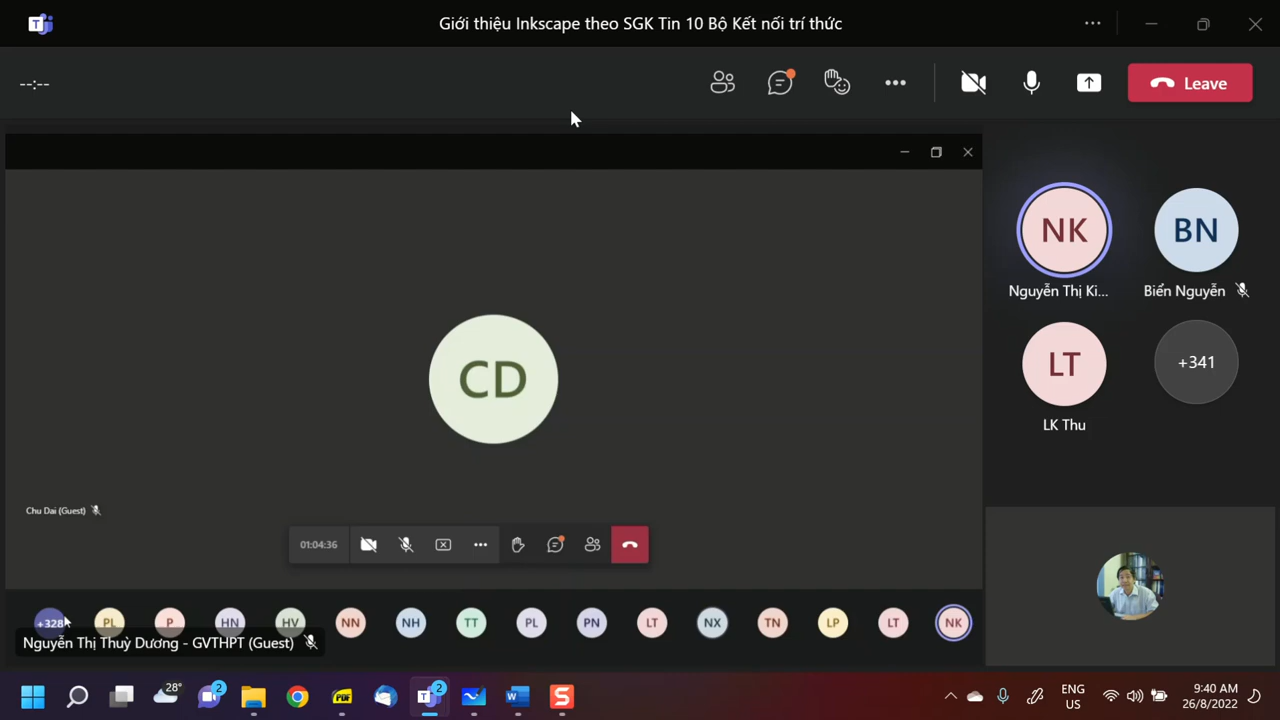 Giới thiệu Inkscape theo SGK Tin 10 Bộ Kết nối trí thức
--:--
Leave
NK
BN
Nguyễn Thị Ki...
Biển Nguyễn
LT
+341
LK Thu
CD
Chu Dai (Guest)
01:04:36
+328
PL
P
HN
HV
NN
NH
TT
PL
PN
LT
NX
TN
LP
LT
NK
Nguyễn Thị Thuỳ Dương - GVTHPT (Guest)
28°
2
PDF
2
ENG
US
9:40 AM
26/8/2022